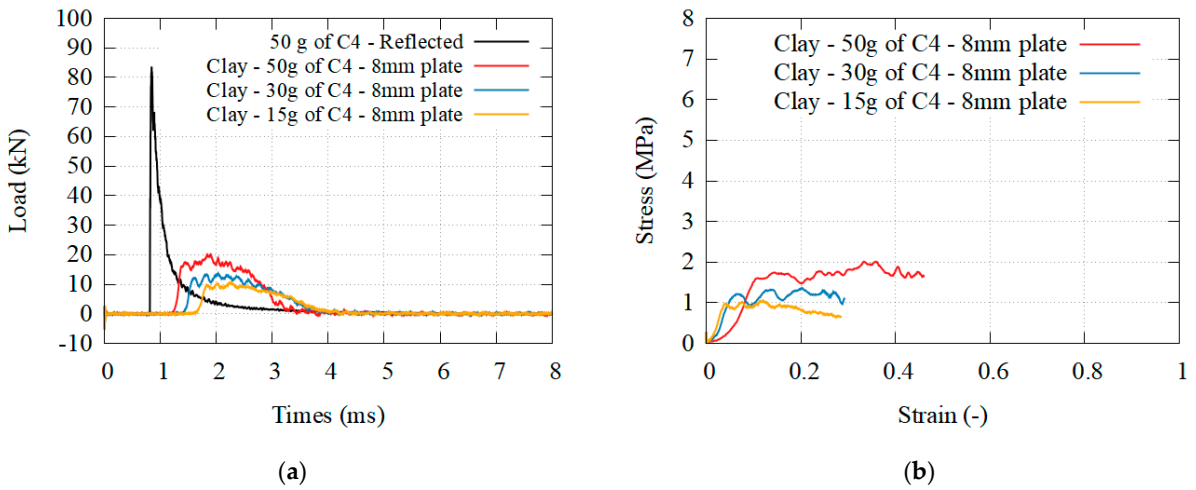 100
90
80
70
60
50
40
30
20
10
0
-10
Load (kN)
50 g of C4 - Reflected
Clay - 50g of C4 - 8mm plate
Clay - 30g of C4 - 8mm plate
Clay - 15g of C4 - 8mm plate
0 1 2 3 4 5 6 7 8
Times (ms)
(a)
8
7
6
5
4
3
2
1
0
Stress (MPa)
Clay - 50g of C4 - 8mm plate
Clay - 30g of C4 - 8mm plate
Clay - 15g of C4 - 8mm plate
0 0.2 0.4 0.6 0.8 1
Strain (-)
(b)